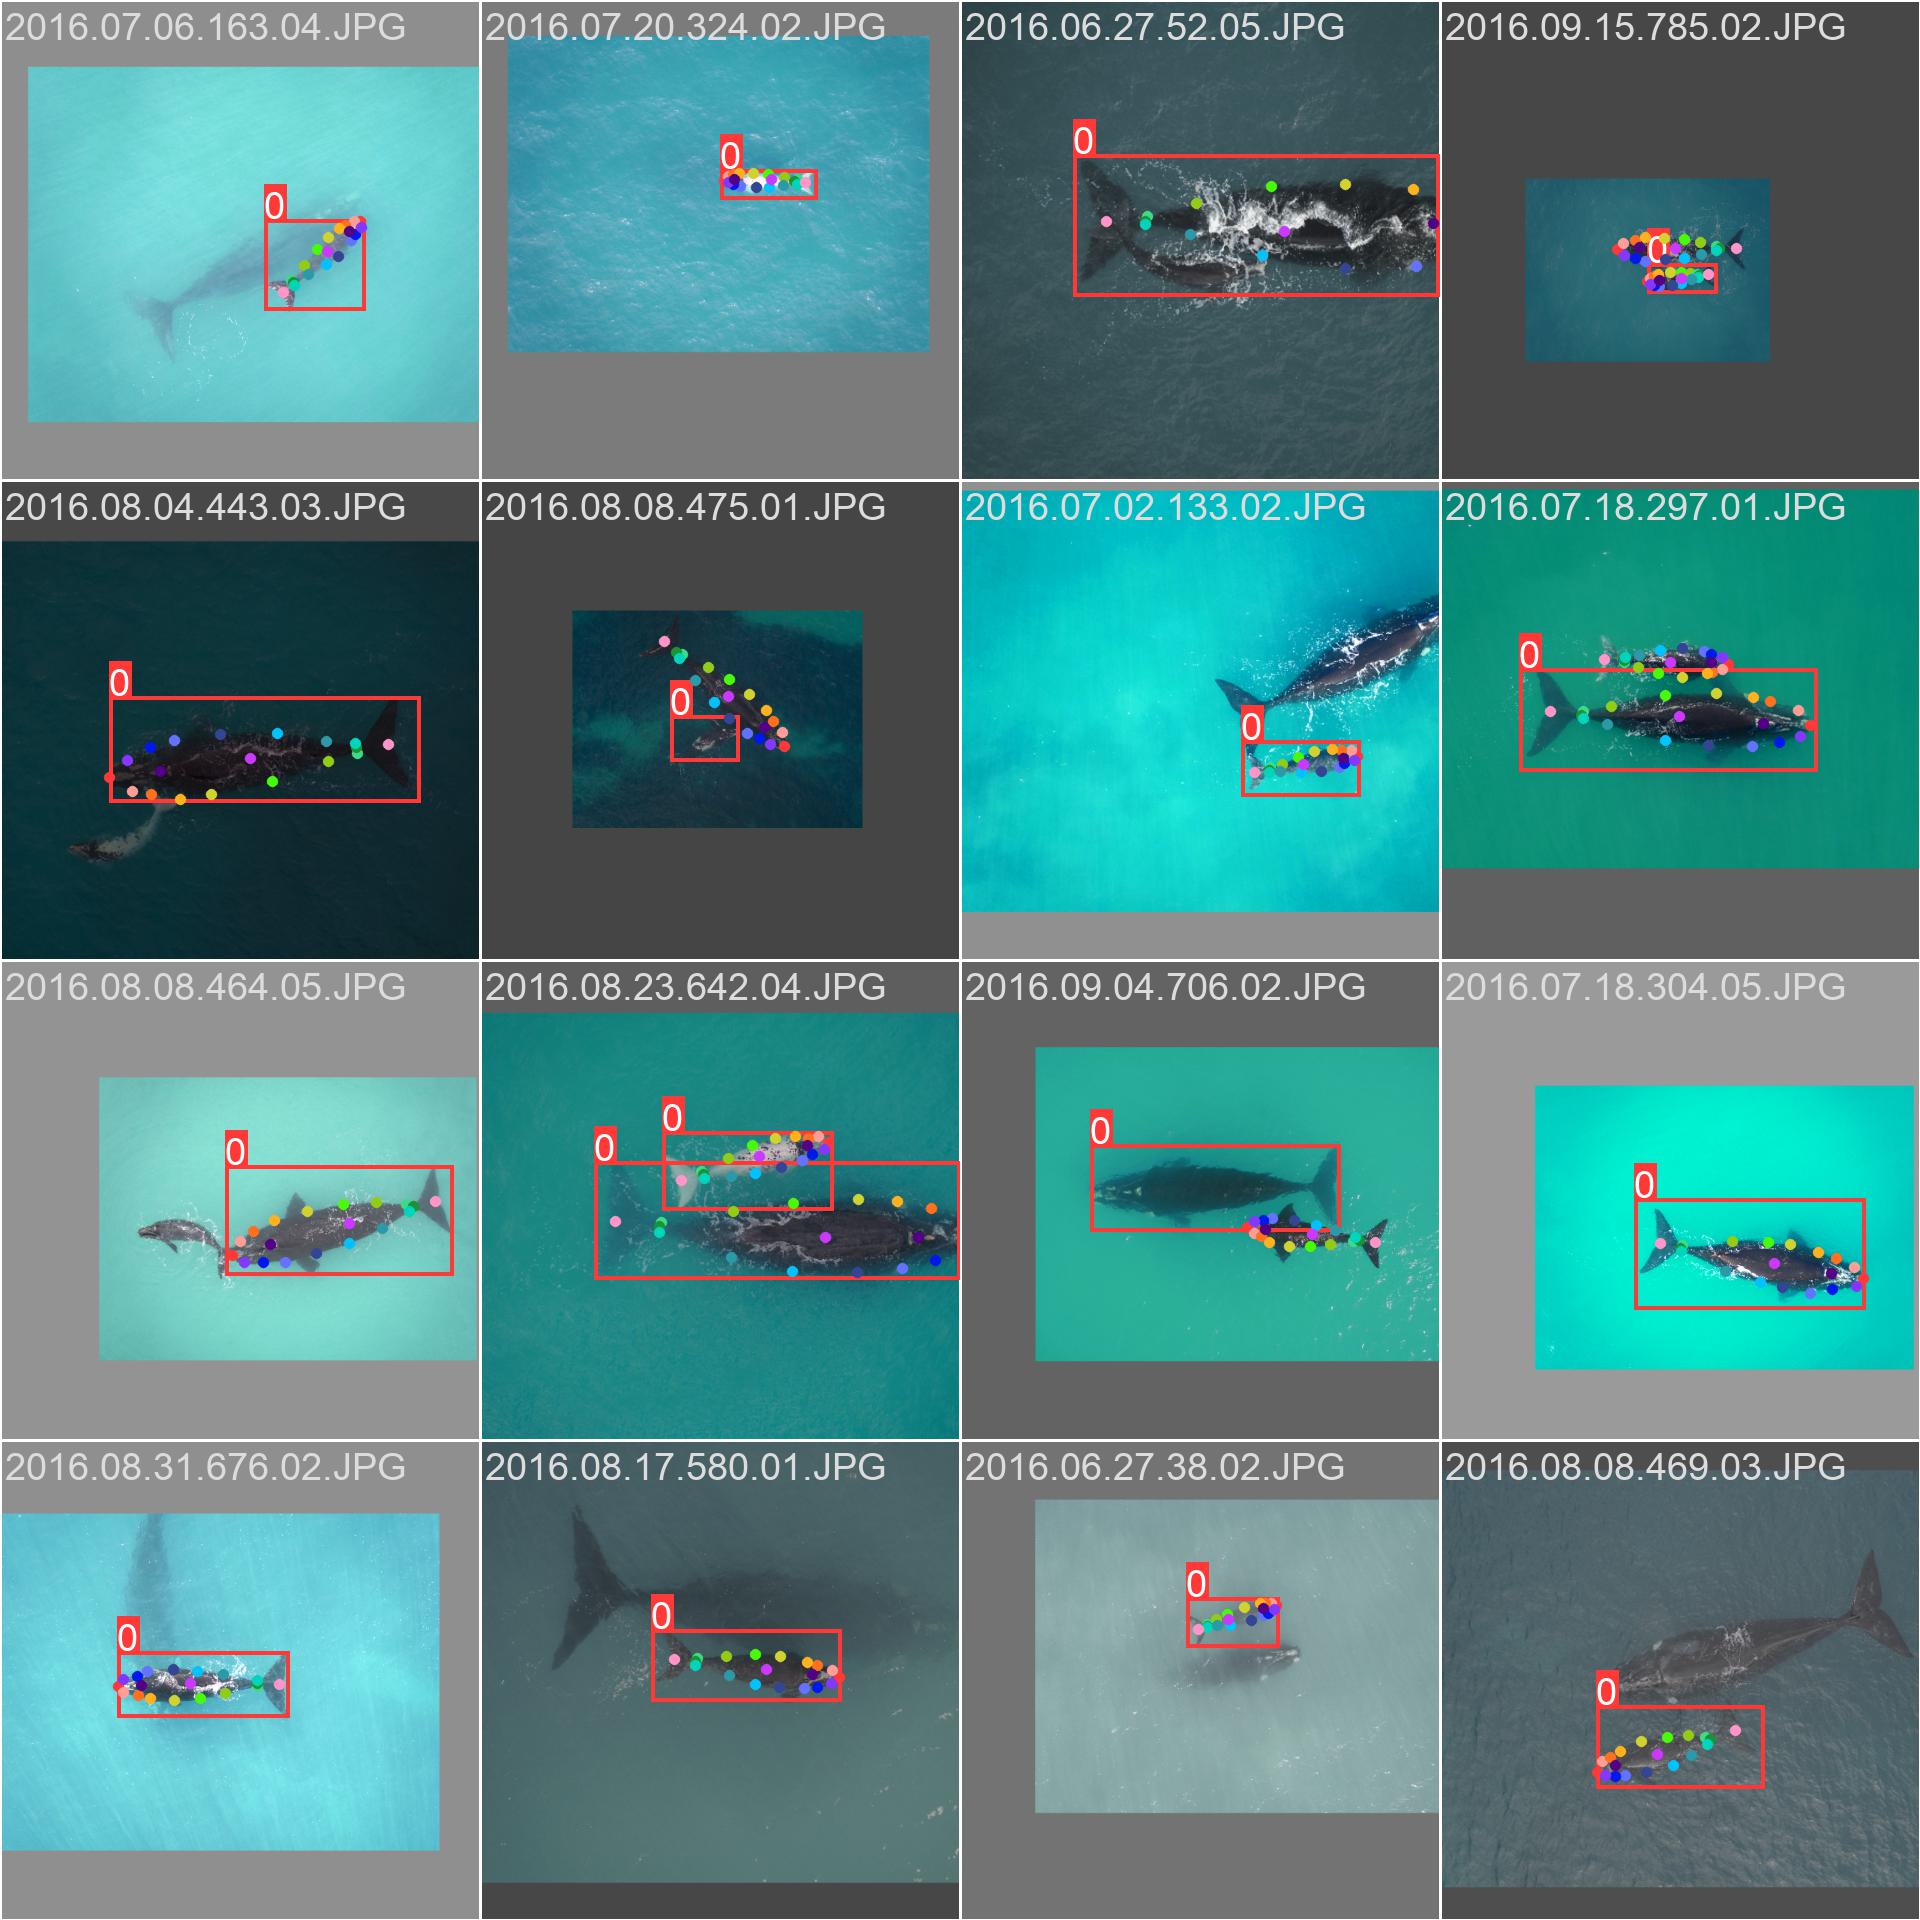 2016.07.06.163.04.JPG
0
2016.07.20.324.02.JPG
0
2016.06.27.52.05.JPG
0
2016.09.15.785.02.JPG
0
2016.08.04.443.03.JPG
0
2016.08.08.475.01.JPG
0
2016.07.02.133.02.JPG
0
2016.07.18.297.01.JPG
0
2016.08.08.464.05.JPG
0
2016.08.23.642.04.JPG
0
0
2016.09.04.706.02.JPG
0
2016.07.18.304.05.JPG
0
2016.08.31.676.02.JPG
0
2016.08.17.580.01.JPG
0
2016.06.27.38.02.JPG
0
2016.08.08.469.03.JPG
0